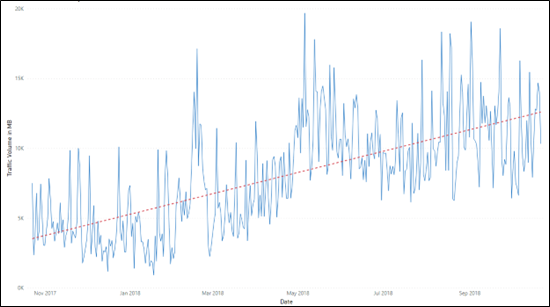 20K
15K
10K
5K
0K
Traffic Volume in MB
Nov 2017
Jan 2018
Mar 2018
May 2018
Jul 2018
Sep 2018
Date